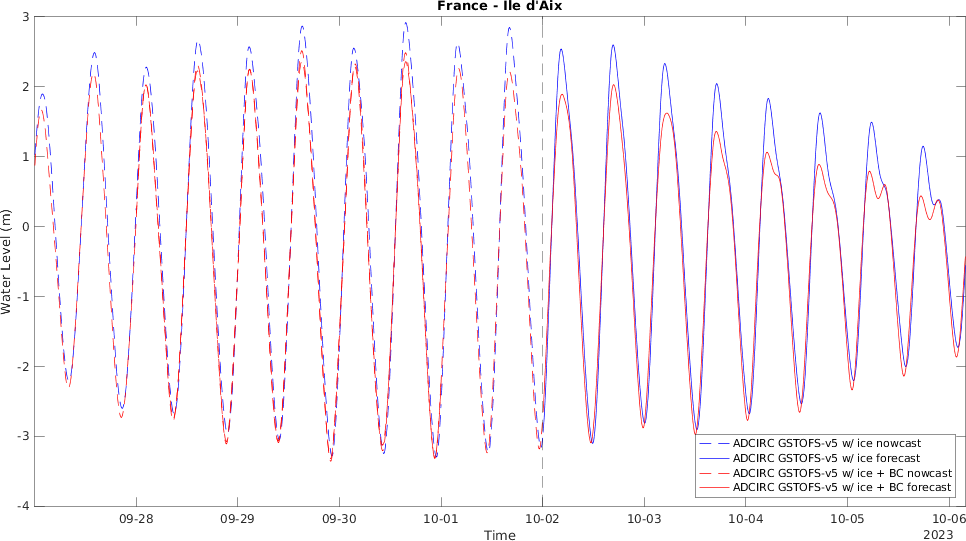 France - Ile d'Aix
3
2
1
0
-1
-2
-3
-4
Water Level (m)
09-28 09-29 09-30 10-01 10-02 10-03 10-04 10-05 10-06
Time
2023
ADCIRC GSTOFS-v5 w/ ice nowcast
ADCIRC GSTOFS-v5 w/ ice forecast
ADCIRC GSTOFS-v5 w/ ice + BC nowcast
ADCIRC GSTOFS-v5 w/ ice + BC forecast